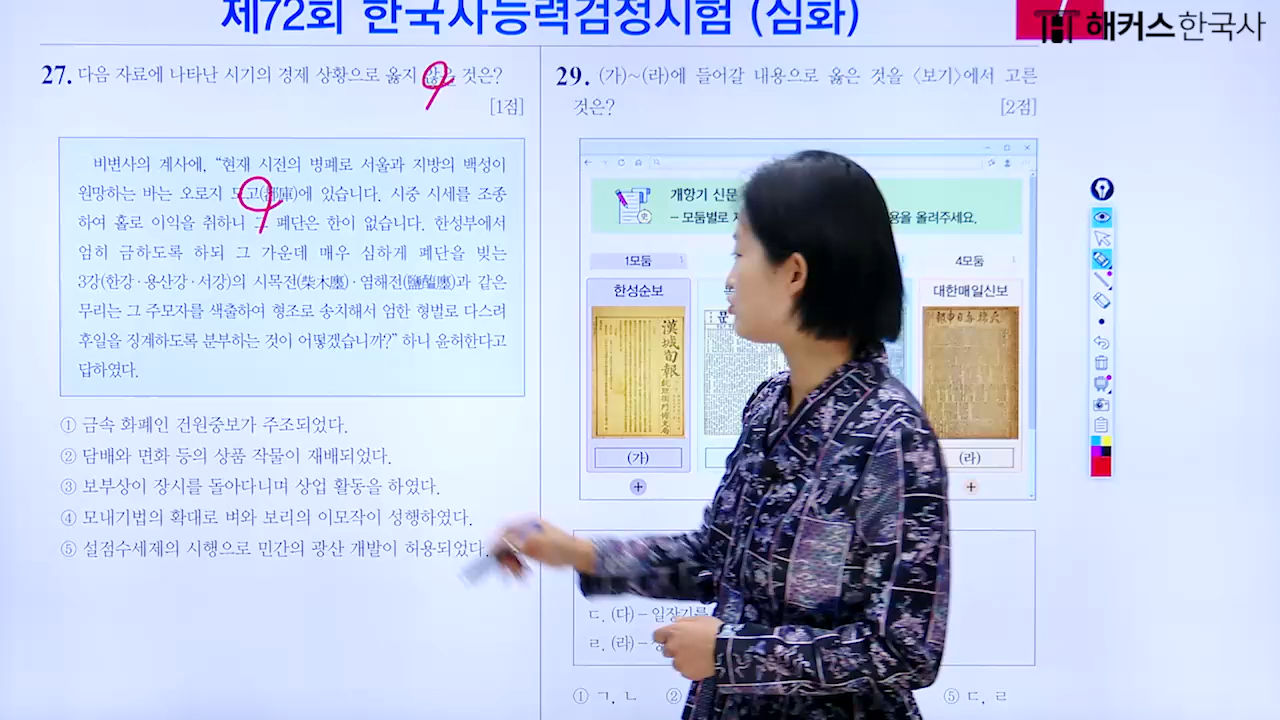 제72회 한국사능력검정시험 (심화)
해커스한국사
27. 다음 자료에 나타난 시기의 경제 상황으로 옳지 않은 것은?
[1점]
비변사의 계사에, “현재 시전의 병폐로 서울과 지방의 백성이
원망하는 바는 오로지 도고(都庫)에 있습니다. 시중 시세를 조종
하여 홀로 이익을 취하니 그 폐단은 한이 없습니다. 한성부에서
엄히 금하도록 하되 그 가운데 매우 심하게 폐단을 빚는
3강(한강·용산강·서강)의 시목전(柴木廛)·염해전(鹽醢廛)과 같은
무리는 그 주모자를 색출하여 형조로 송치해서 엄한 형벌로 다스려
후일을 징계하도록 분부하는 것이 어떻겠습니까?” 하니 윤허한다고
답하였다.
① 금속 화폐인 건원중보가 주조되었다.
② 담배와 면화 등의 상품 작물이 재배되었다.
③ 보부상이 장시를 돌아다니며 상업 활동을 하였다.
④ 모내기법의 확대로 벼와 보리의 이모작이 성행하였다.
⑤ 설점수세제의 시행으로 민간의 광산 개발이 허용되었다.
29. (가)~(라)에 들어갈 내용으로 옳은 것을 〈보기〉에서 고른
것은?
[2점]
개항기 신문
- 모둠별로 용을 올려주세요.
1모둠
4모둠
한성순보
대한매일신보
漢城旬報
(가)
(라)
ㄷ. (다) - 일장기를
ㄹ. (라) -
① ㄱ, ㄴ ② ⑤ ㄷ, ㄹ